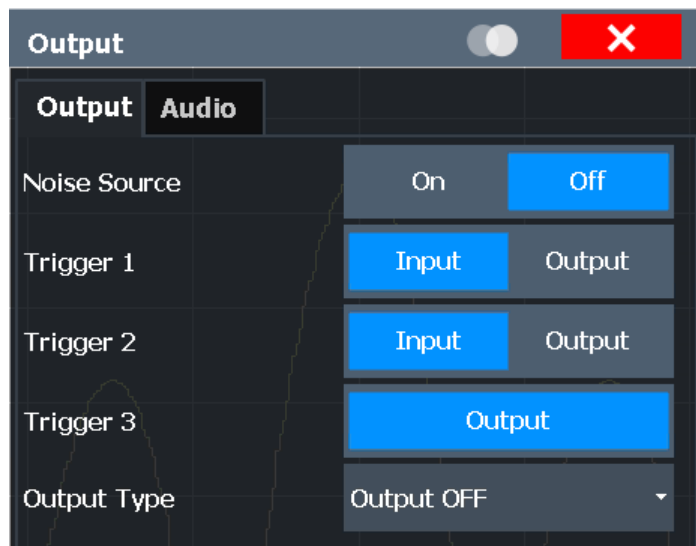 Output
Output Audio
Noise Source On Off
Trigger 1 Input Output
Trigger 2 Input Output
Trigger 3 Output
Output Type Output OFF